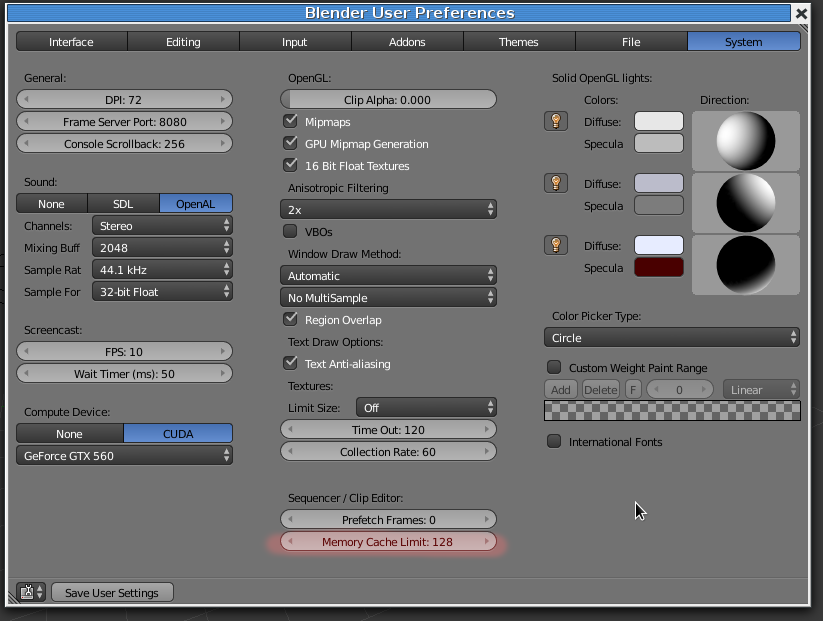 Blender User Preferences
Interface Editing Input Addons Themes File System
General:
DPI: 72
Frame Server Port: 8080
Console Scrollback: 256
Sound:
None SDL OpenAL
Channels: Stereo
Mixing Buff 2048
Sample Rat 44.1 kHz
Sample For 32-bit Float
Screencast:
FPS: 10
Wait Timer (ms): 50
Compute Device:
None CUDA
GeForce GTX 560
OpenGL:
Clip Alpha: 0.000
Mipmaps
GPU Mipmap Generation
16 Bit Float Textures
Anisotropic Filtering
2x
VBOs
Window Draw Method:
Automatic
No MultiSample
Region Overlap
Text Draw Options:
Text Anti-aliasing
Textures:
Limit Size: Off
Time Out: 120
Collection Rate: 60
Sequencer / Clip Editor:
Prefetch Frames: 0
Memory Cache Limit: 128
Solid OpenGL lights:
Colors: Direction:
Diffuse:
Specula
Diffuse:
Specula
Diffuse:
Specula
Color Picker Type:
Circle
Custom Weight Paint Range
Add Delete F 0 Linear
International Fonts
Save User Settings